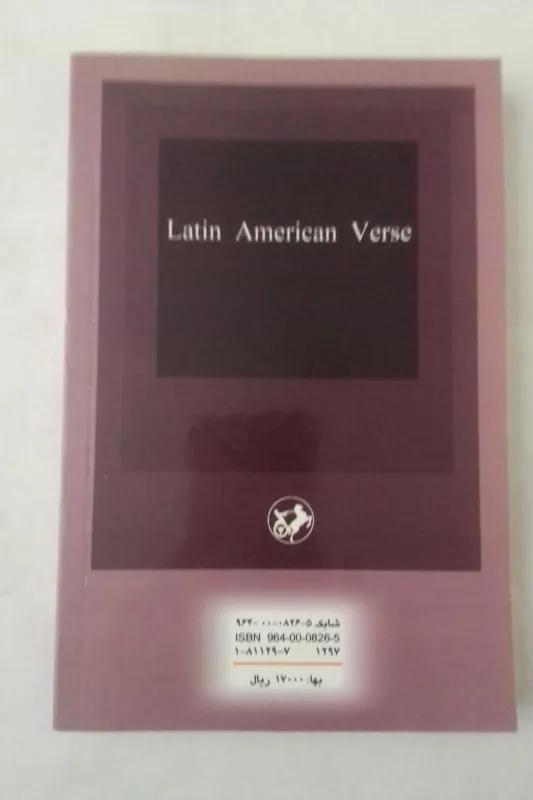 Latin American Verse
شابک ۵-۰۸۲۶-۰۰-۹۶۴
ISBN 964-00-0826-5
۱-۸۱۱۲۹-۷ ۱۲۹۷
بها: ۱۷۰۰۰ ریال